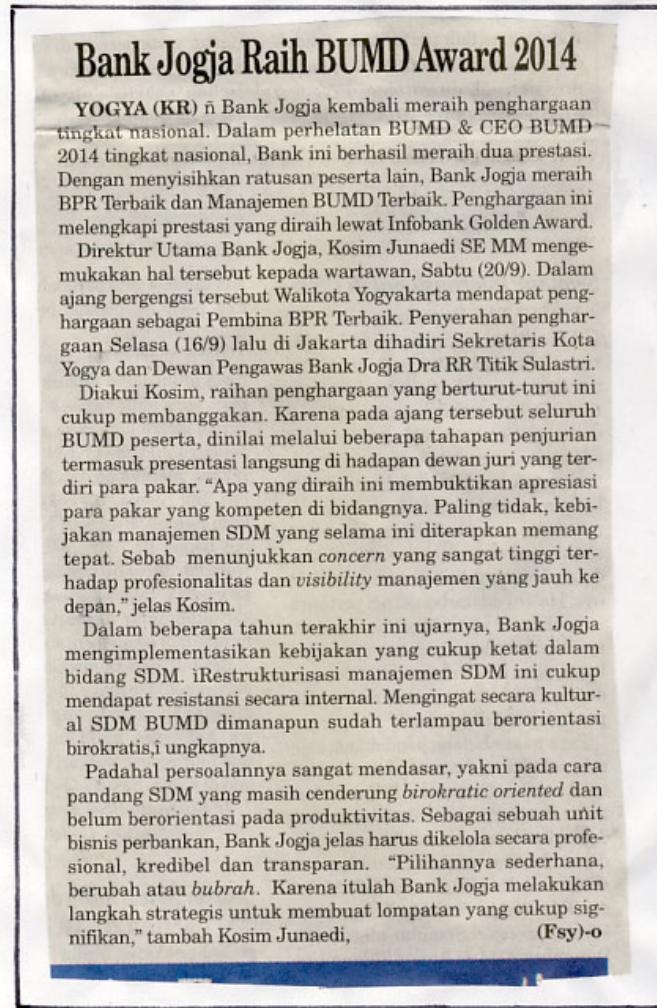 Bank Jogja Raih BUMD Award 2014
YOGYA (KR) ñ Bank Jogja kembali meraih penghargaan
tingkat nasional. Dalam perhelatan BUMD & CEO BUMD
2014 tingkat nasional, Bank ini berhasil meraih dua prestasi.
Dengan menyisihkan ratusan peserta lain, Bank Jogja meraih
BPR Terbaik dan Manajemen BUMD Terbaik. Penghargaan ini
melengkapi prestasi yang diraih lewat Infobank Golden Award.
Direktur Utama Bank Jogja, Kosim Junaedi SE MM menge-
mukakan hal tersebut kepada wartawan, Sabtu (20/9). Dalam
ajang bergengsi tersebut Walikota Yogyakarta mendapat peng-
hargaan sebagai Pembina BPR Terbaik. Penyerahan penghar-
gaan Selasa (16/9) lalu di Jakarta dihadiri Sekretaris Kota
Yogya dan Dewan Pengawas Bank Jogja Dra RR Titik Sulastri.
Diakui Kosim, raihan penghargaan yang berturut-turut ini
cukup membanggakan. Karena pada ajang tersebut seluruh
BUMD peserta, dinilai melalui beberapa tahapan penjurian
termasuk presentasi langsung di hadapan dewan juri yang ter-
diri para pakar. “Apa yang diraih ini membuktikan apresiasi
para pakar yang kompeten di bidangnya. Paling tidak, kebi-
jakan manajemen SDM yang selama ini diterapkan memang
tepat. Sebab menunjukkan concern yang sangat tinggi ter-
hadap profesionalitas dan visibility manajemen yang jauh ke
depan,” jelas Kosim.
Dalam beberapa tahun terakhir ini ujarnya, Bank Jogja
mengimplementasikan kebijakan yang cukup ketat dalam
bidang SDM. ìRestrukturisasi manajemen SDM ini cukup
mendapat resistansi secara internal. Mengingat secara kultur-
al SDM BUMD dimanapun sudah terlampau berorientasi
birokratis,î ungkapnya.
Padahal persoalannya sangat mendasar, yakni pada cara
pandang SDM yang masih cenderung birokratic oriented dan
belum berorientasi pada produktivitas. Sebagai sebuah unit
bisnis perbankan, Bank Jogja jelas harus dikelola secara profe-
sional, kredibel dan transparan. “Pilihannya sederhana,
berubah atau bubrah. Karena itulah Bank Jogja melakukan
langkah strategis untuk membuat lompatan yang cukup sig-
nifikan,” tambah Kosim Junaedi, (Fsy)-o